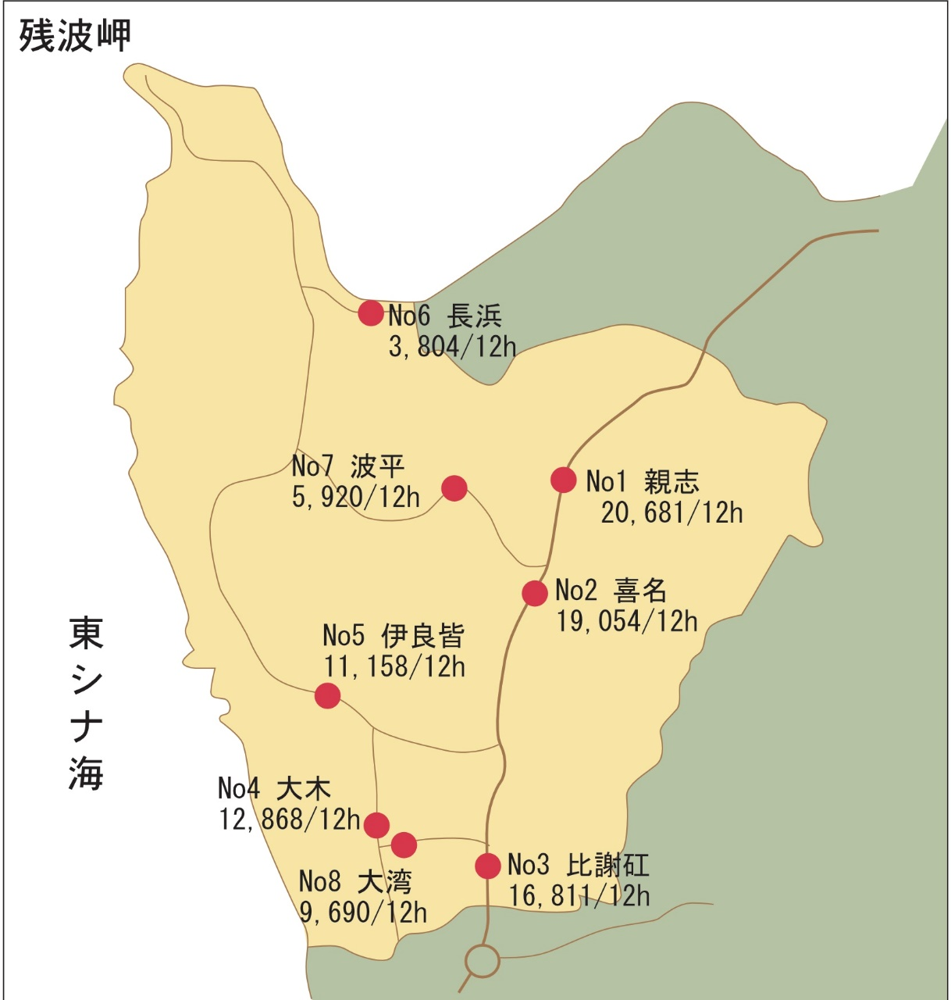 残波岬
No6 長浜
3,804/12h
No7 波平
5,920/12h
No1 親志
20,681/12h
No2 喜名
19,054/12h
No5 伊良皆
11,158/12h
東シナ海
No4 大木
12,868/12h
No8 大湾
9,690/12h
No3 比謝矼
16,811/12h